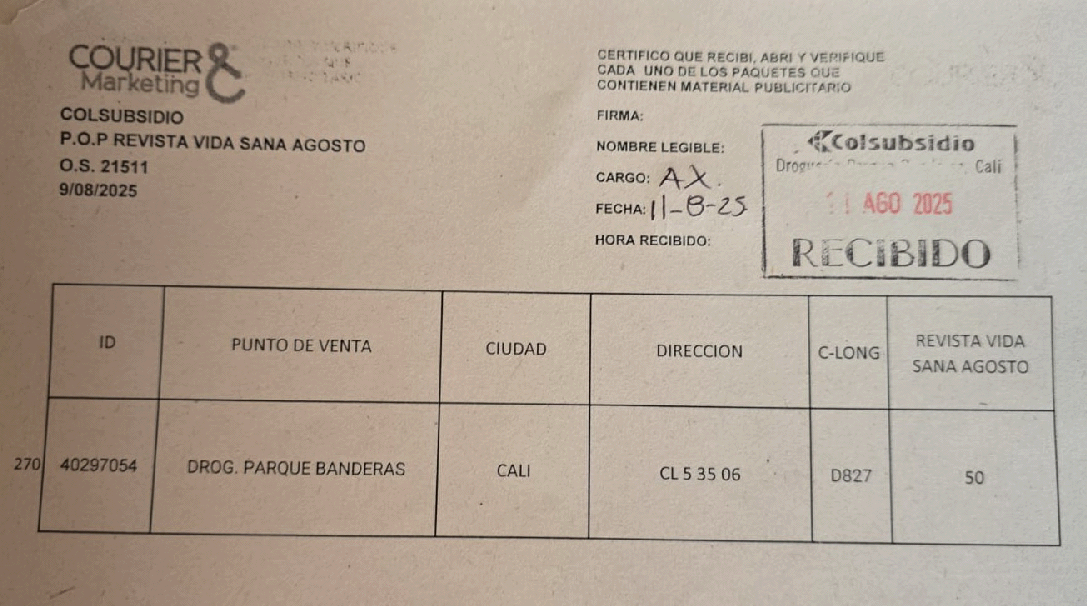 COURIER &
Marketing
COLSUBSIDIO
P.O.P REVISTA VIDA SANA AGOSTO
O.S. 21511
9/08/2025
CERTIFICO QUE RECIBI, ABRI Y VERIFIQUE
CADA UNO DE LOS PAQUETES QUE
CONTIENEN MATERIAL PUBLICITARIO
FIRMA:
NOMBRE LEGIBLE:
CARGO: AX.
FECHA: 11-8-25
HORA RECIBIDO:
Colsubsidio
Cali
AGO 2025
RECIBIDO
ID PUNTO DE VENTA CIUDAD DIRECCION C-LONG REVISTA VIDA SANA AGOSTO
270 40297054 DROG. PARQUE BANDERAS CALI CL 5 35 06 D827 50